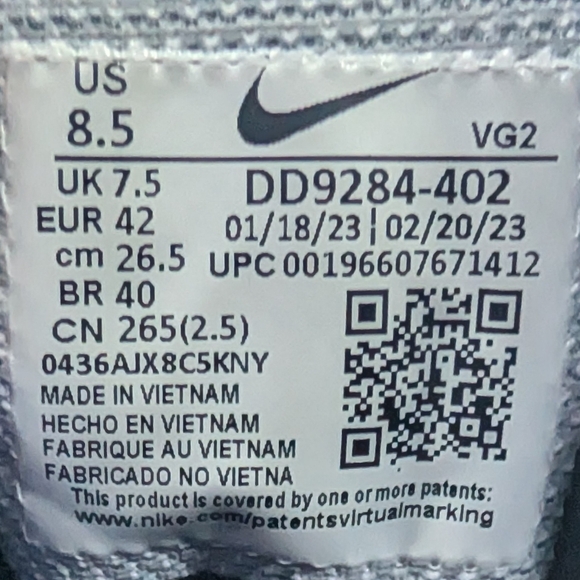 US
8.5
VG2
UK 7.5
DD9284-402
EUR 42
01/18/23 | 02/20/23
cm 26.5
UPC 00196607671412
BR 40
CN 265(2.5)
0436AJX8C5KNY
MADE IN VIETNAM
HECHO EN VIETNAM
FABRIQUE AU VIETNAM
FABRICADO NO VIETNA
This product is covered by one or more patents:
www.nike.com/patentsvirtualmarking